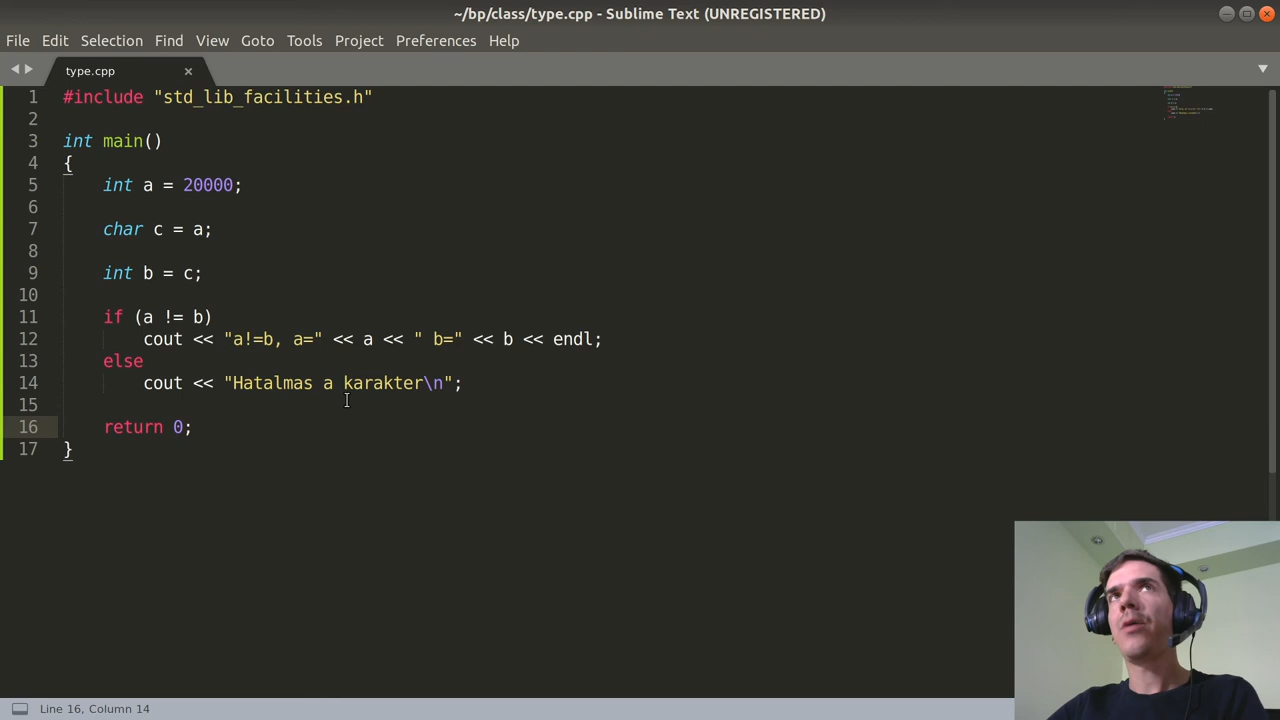 ~/bp/class/type.cpp - Sublime Text (UNREGISTERED)
File Edit Selection Find View Goto Tools Project Preferences Help
type.cpp
1 #include "std_lib_facilities.h"
2
3 int main()
4 {
5 int a = 20000;
6
7 char c = a;
8
9 int b = c;
10
11 if (a != b)
12 cout << "a!=b, a=" << a << " b=" << b << endl;
13 else
14 cout << "Hatalmas a karakter\n";
15
16 return 0;
17 }
Line 16, Column 14